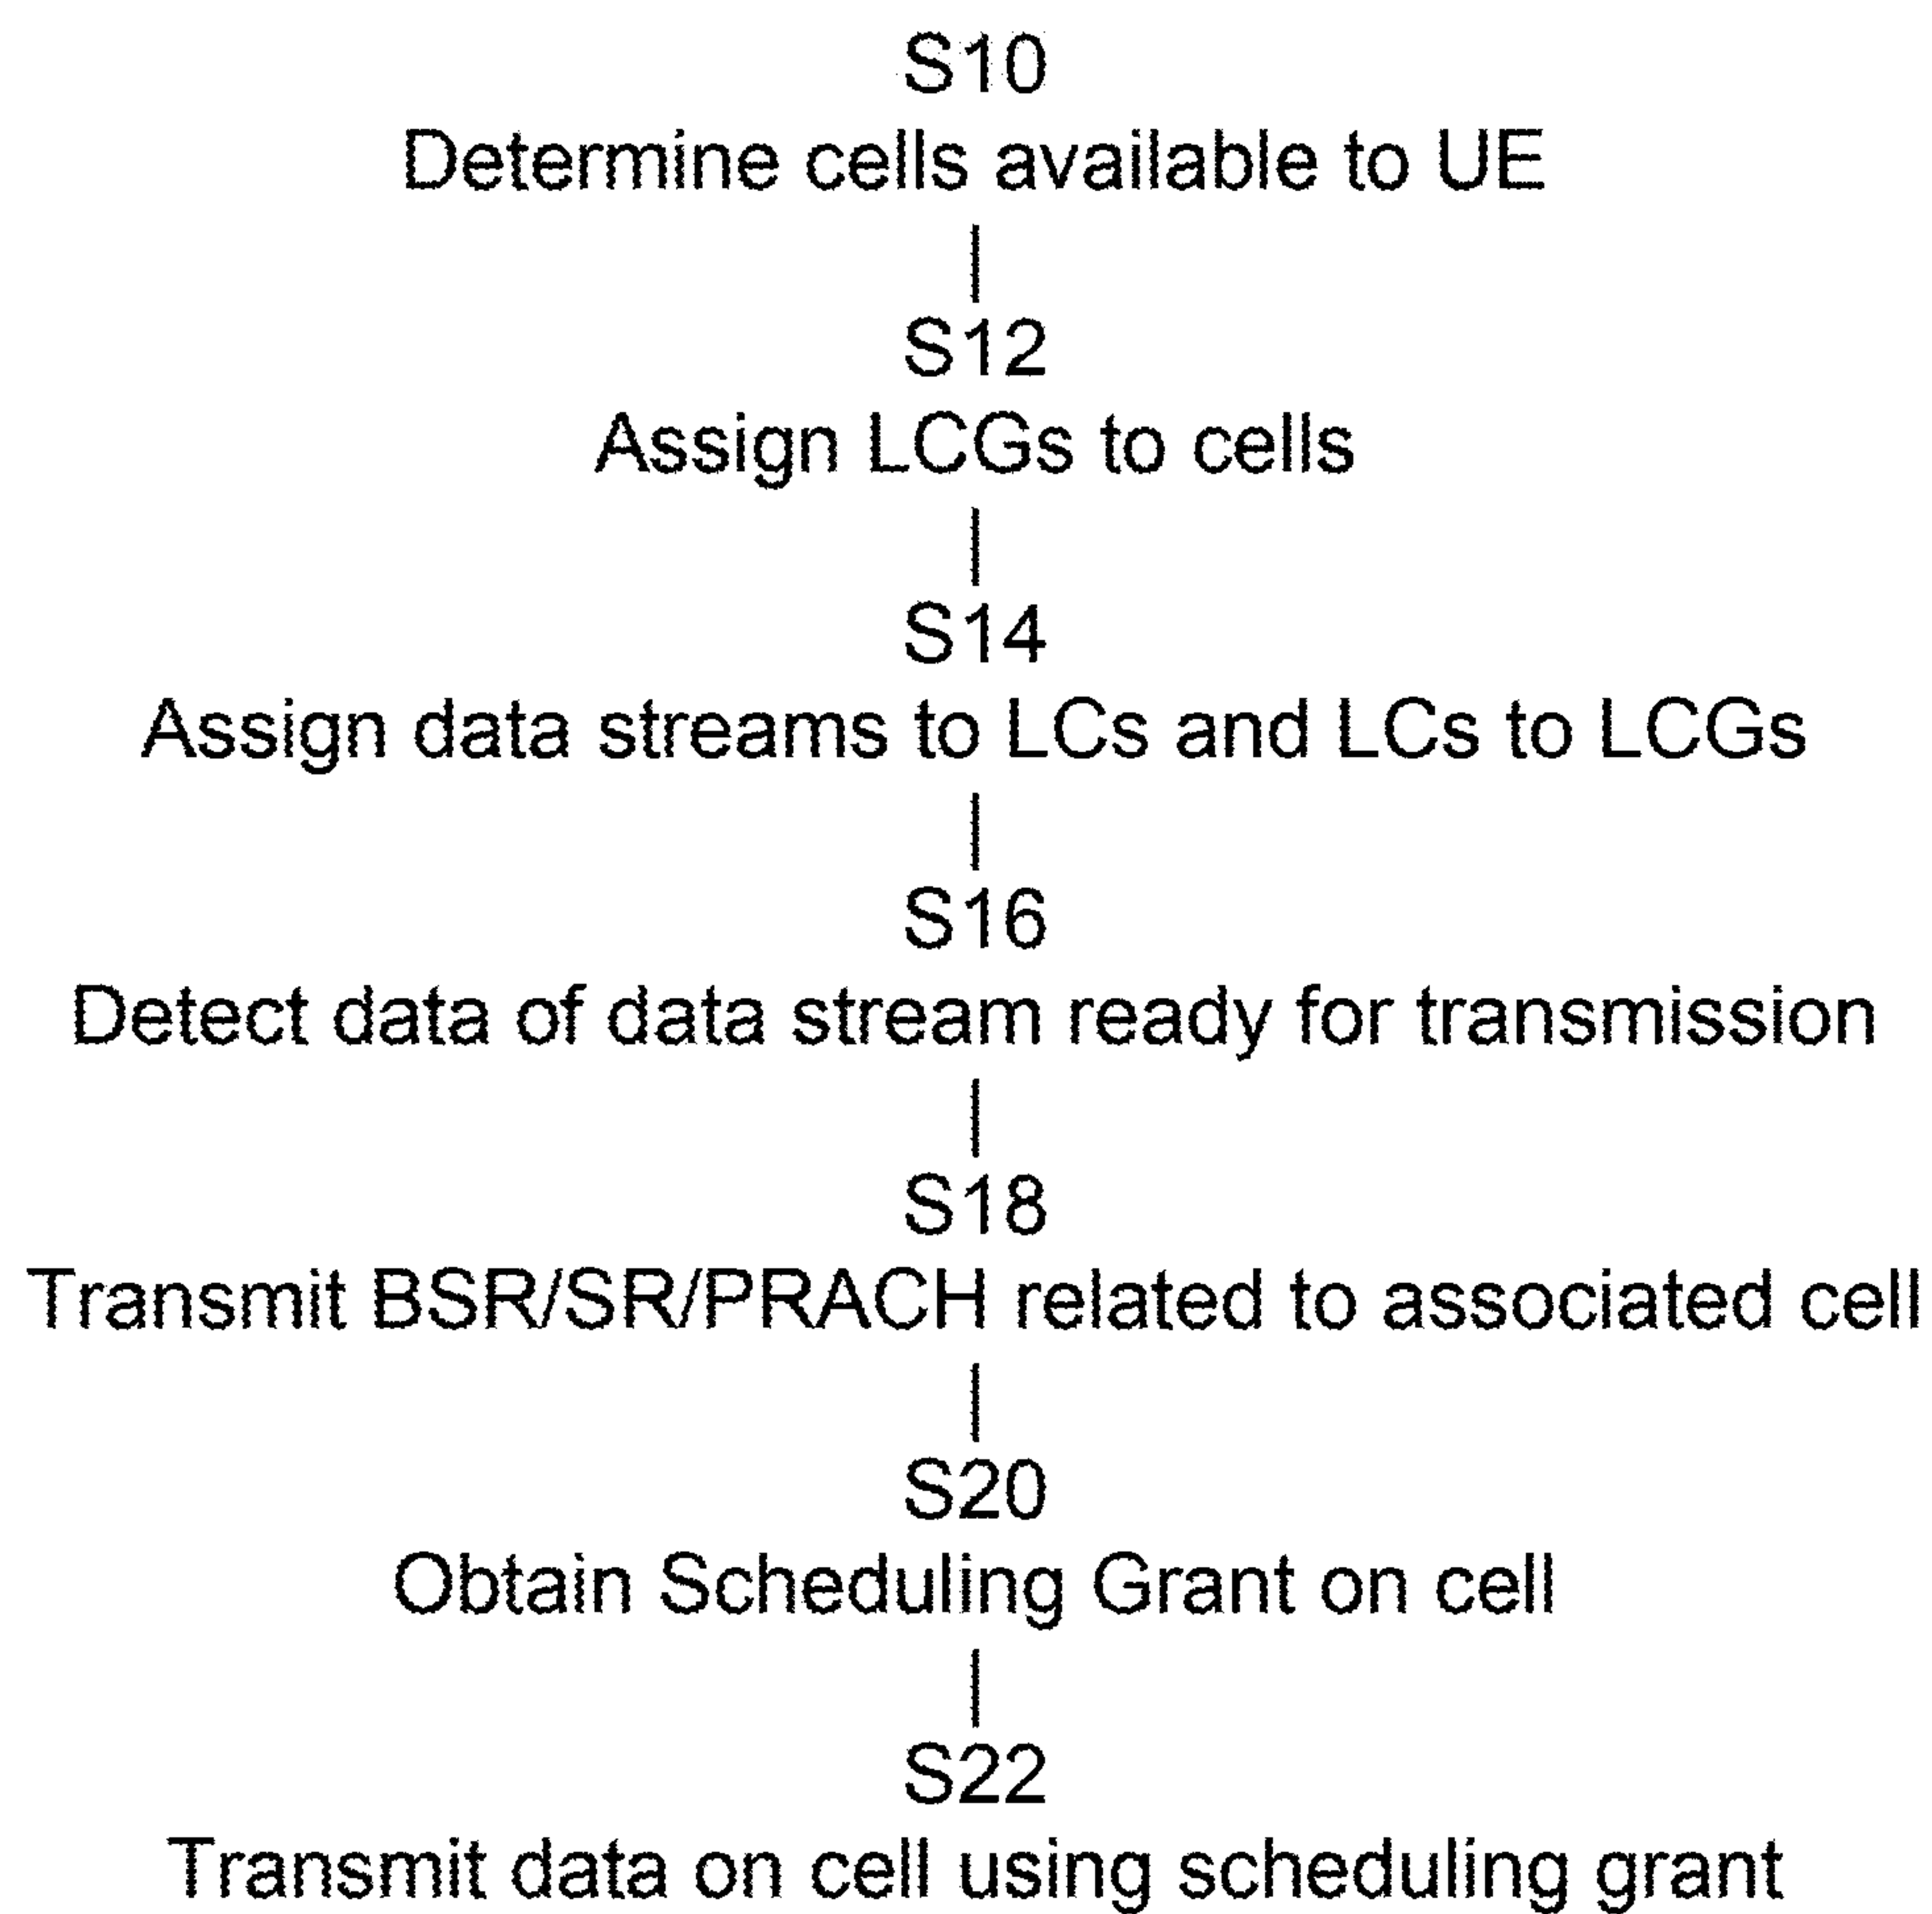 S10
Determine cells available to UE
S12
Assign LCGs to cells
S14
Assign data streams to LCs and LCs to LCGs
S16
Detect data of data stream ready for transmission
S18
Transmit BSR/SR/PRACH related to associated cell
S20
Obtain Scheduling Grant on cell
S22
Transmit data on cell using scheduling grant